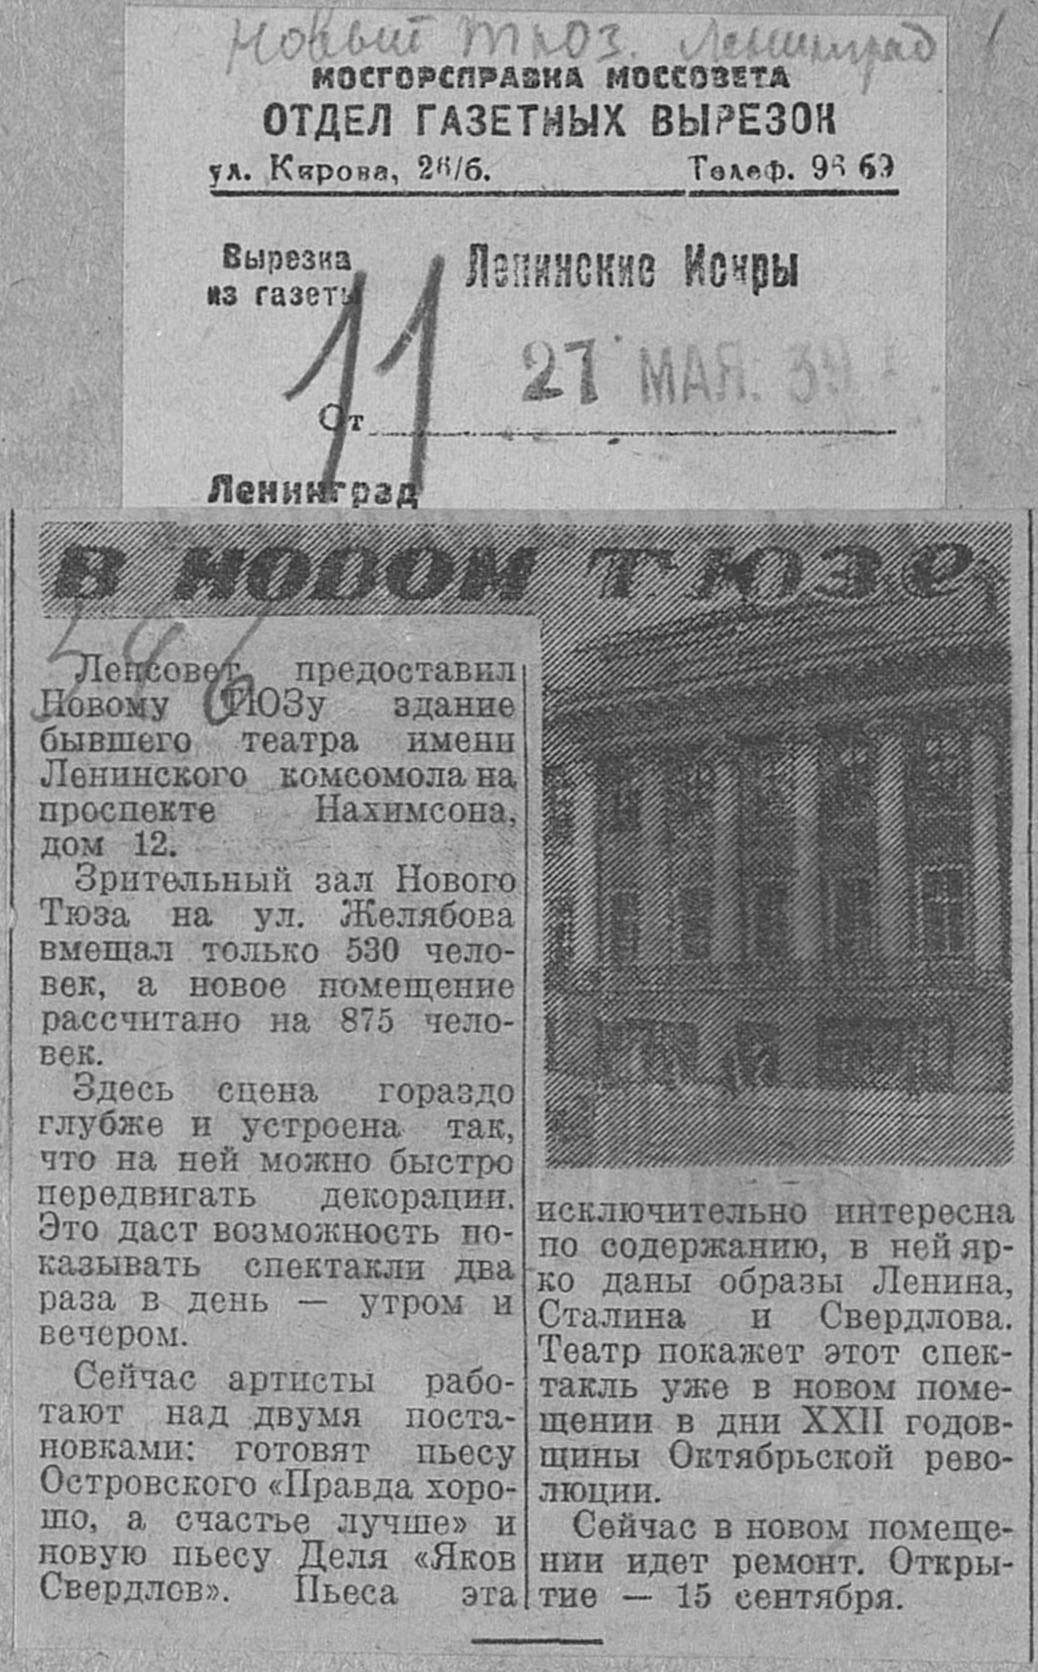 Новый тюз. Ленинград 1
МОСГОРСПРАВКА МОССОВЕТА
ОТДЕЛ ГАЗЕТНЫХ ВЫРЕЗОК
ул. Кирова, 26/б. Телеф. 96 69
Вырезка
из газеты
Ленинские Искры
11
27 МАЯ. 39
От
Ленинград
В НОВОМ ТЮЗЕ
546
Ленсовет предоставил
Новому ТЮЗу здание
бывшего театра имени
Ленинского комсомола на
проспекте Нахимсона,
дом 12.
Зрительный зал Нового
Тюза на ул. Желябова
вмещал только 530 чело-
век, а новое помещение
рассчитано на 875 чело-
век.
Здесь сцена гораздо
глубже и устроена так,
что на ней можно быстро
передвигать декорации.
Это даст возможность по-
казывать спектакли два
раза в день — утром и
вечером.
Сейчас артисты рабо-
тают над двумя поста-
новками: готовят пьесу
Островского «Правда хоро-
шо, а счастье лучше» и
новую пьесу Деля «Яков
Свердлов». Пьеса эта
исключительно интересна
по содержанию, в ней яр-
ко даны образы Ленина,
Сталина и Свердлова.
Театр покажет этот спек-
такль уже в новом поме-
щении в дни XXII годов-
щины Октябрьской рево-
люции.
Сейчас в новом помеще-
нии идет ремонт. Откры-
тие — 15 сентября.